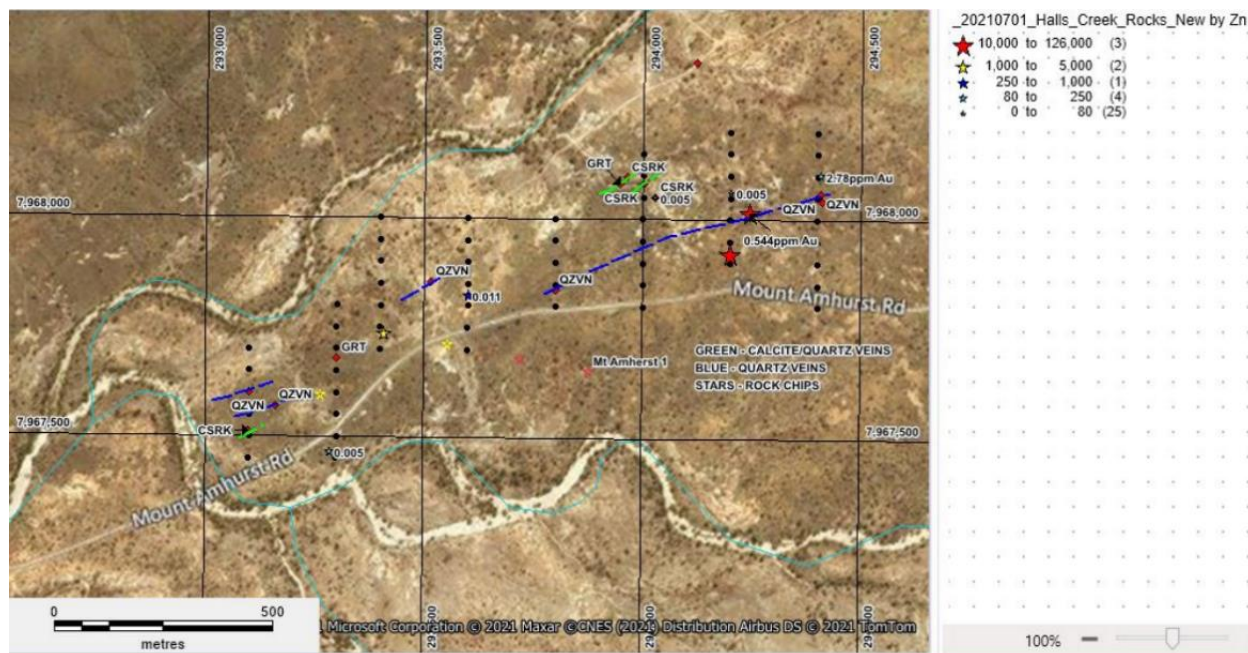 _20210701_Halls_Creek_Rocks_New by Zn
10,000 to 126,000 (3)
1,000 to 5,000 (2)
250 to 1,000 (1)
80 to 250 (4)
0 to 80 (25)
293,000
293,500
294,000
294,500
GRT
CSRK
CSRK
CSRK
0.005
0.005
2.78ppm Au
QZVN
QZVN
7,968,000
7,968,000
0.544ppm Au
QZVN
QZVN
0.011
Mount Amhurst Rd
GRT
Mt Amherst 1
GREEN - CALCITE/QUARTZ VEINS
BLUE - QUARTZ VEINS
STARS - ROCK CHIPS
QZVN
QZVN
7,967,500
7,967,500
CSRK
0.005
Mount Amhurst Rd
0
500
metres
Microsoft Corporation © 2021 Maxar ©CNES (2021) Distribution Airbus DS © 2021 TomTom
100%